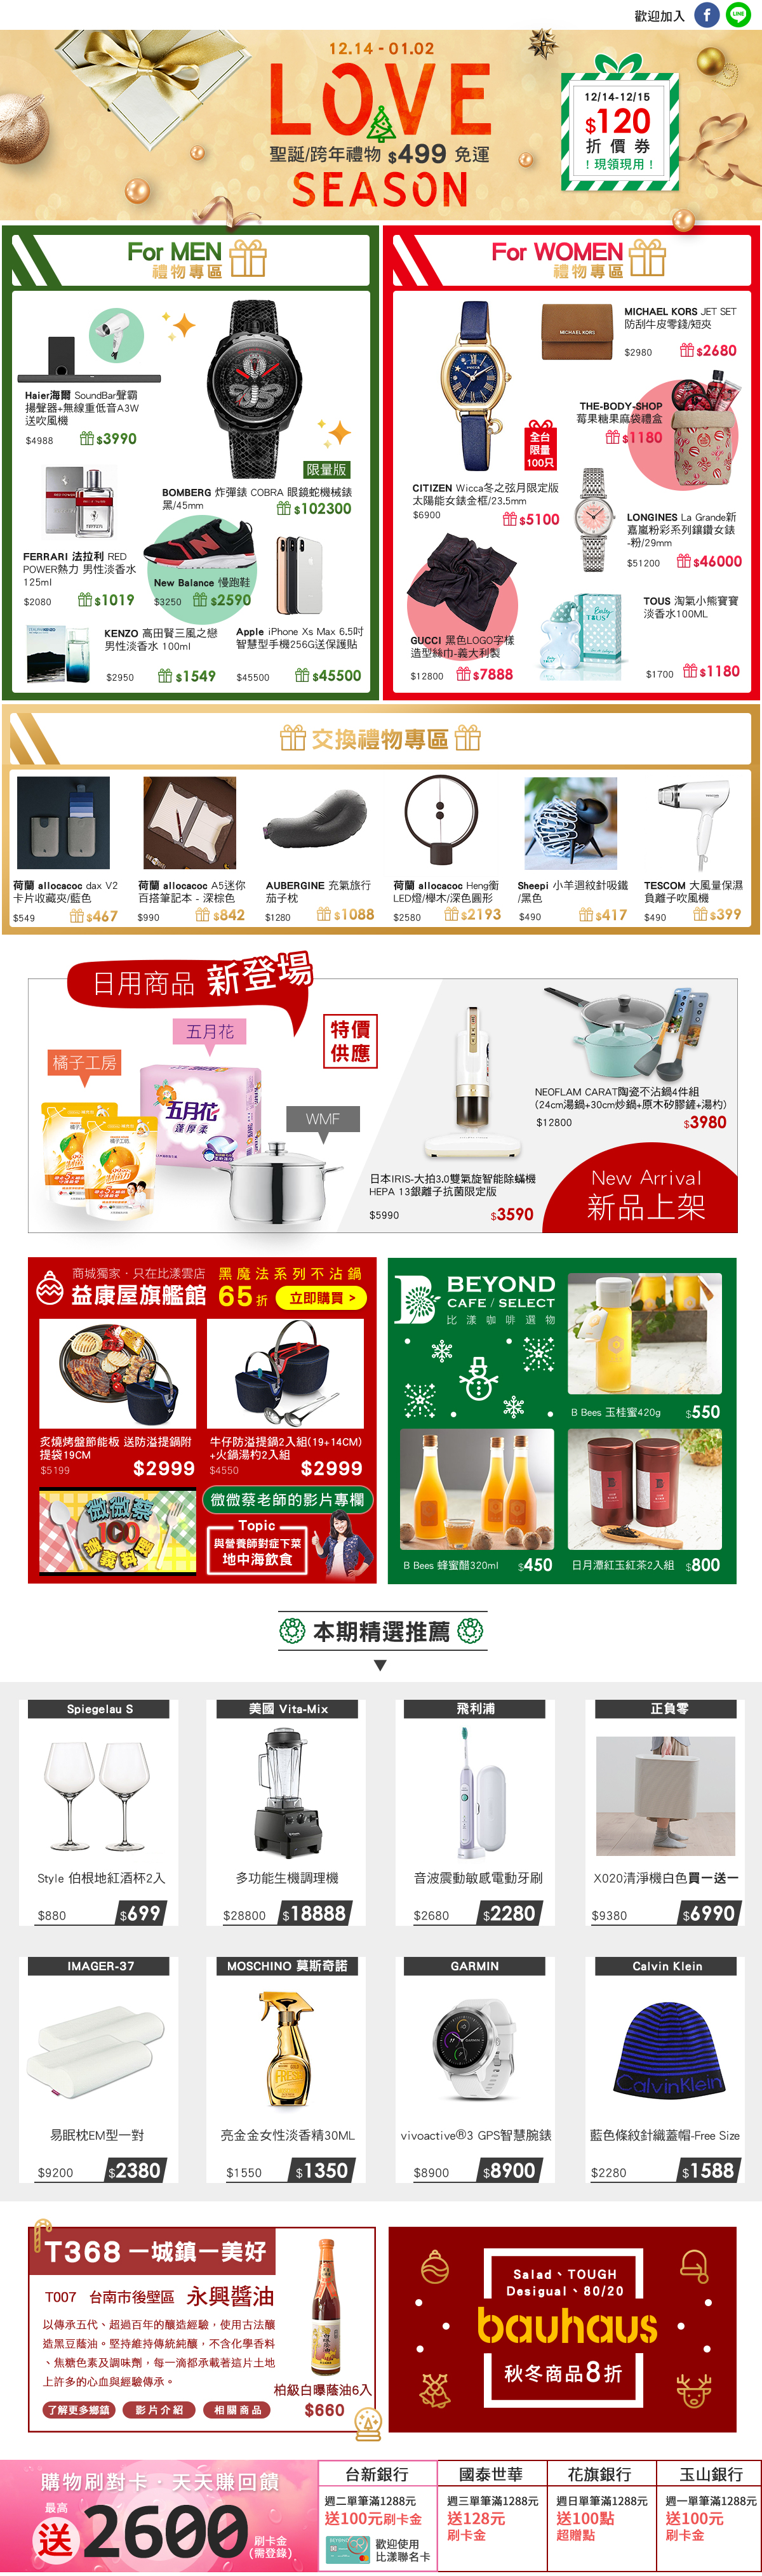 歡迎加入
12.14 - 01.02
LOVE
聖誕/跨年禮物 $499 免運
SEASON
12/14-12/15
$120
折價券
！現領現用！
For MEN
禮物專區
Haier海爾 SoundBar聲霸
揚聲器+無線重低音A3W
送吹風機
$4988 $3990
限量版
BOMBERG 炸彈錶 COBRA 眼鏡蛇機械錶
黑/45mm
$102300
FERRARI 法拉利 RED
POWER熱力 男性淡香水
125ml
$2080 $1019
New Balance 慢跑鞋
$3250 $2590
KENZO 高田賢三風之戀
男性淡香水 100ml
$2950 $1549
Apple iPhone Xs Max 6.5吋
智慧型手機256G送保護貼
$45500 $45500
For WOMEN
禮物專區
MICHAEL KORS
MICHAEL KORS JET SET
防刮牛皮零錢/短夾
$2980 $2680
THE-BODY-SHOP
莓果糖果麻袋禮盒
$1180
全台
限量
100只
CITIZEN Wicca冬之弦月限定版
太陽能女錶金框/23.5mm
$6900 $5100
LONGINES La Grande新
嘉嵐粉彩系列鑲鑽女錶
-粉/29mm
$51200 $46000
GUCCI 黑色LOGO字樣
造型絲巾-義大利製
$12800 $7888
TOUS 淘氣小熊寶寶
淡香水100ML
$1700 $1180
交換禮物專區
荷蘭 allocacoc dax V2
卡片收藏夾/藍色
$549 $467
荷蘭 allocacoc A5迷你
百搭筆記本 - 深棕色
$990 $842
AUBERGINE 充氣旅行
茄子枕
$1280 $1088
荷蘭 allocacoc Heng衡
LED燈/櫸木/深色圓形
$2580 $2193
Sheepi 小羊迴紋針吸鐵
/黑色
$490 $417
TESCOM 大風量保濕
負離子吹風機
$490 $399
日用商品 新登場
特價
供應
橘子工房
五月花
五月花
蓬厚柔
WMF
日本IRIS-大拍3.0雙氣旋智能除蟎機
HEPA 13銀離子抗菌限定版
$5990 $3590
NEOFLAM CARAT陶瓷不沾鍋4件組
(24cm湯鍋+30cm炒鍋+原木矽膠鏟+湯杓)
$12800 $3980
New Arrival
新品上架
商城獨家．只在比漾雲店
益康屋旗艦館
黑魔法系列不沾鍋
65折 立即購買 >
炙燒烤盤節能板 送防溢提鍋附
提袋19CM
$5199 $2999
牛仔防溢提鍋2入組(19+14CM)
+火鍋湯杓2入組
$4550 $2999
微微蔡
100
微微蔡老師的影片專欄
Topic
與營養師對症下菜
地中海飲食
BEYOND
CAFE / SELECT
比漾咖啡選物
B Bees 玉桂蜜420g $550
B Bees 蜂蜜醋320ml $450
日月潭紅玉紅茶2入組 $800
本期精選推薦
Spiegelau S
Style 伯根地紅酒杯2入
$880 $699
美國 Vita-Mix
多功能生機調理機
$28800 $18888
飛利浦
音波震動敏感電動牙刷
$2680 $2280
正負零
X020清淨機白色買一送一
$9380 $6990
IMAGER-37
易眠枕EM型一對
$9200 $2380
MOSCHINO 莫斯奇諾
亮金金女性淡香精30ML
$1550 $1350
GARMIN
vivoactive®3 GPS智慧腕錶
$8900 $8900
Calvin Klein
CalvinKlein
藍色條紋針織蓋帽-Free Size
$2280 $1588
T368 一城鎮一美好
T007 台南市後壁區 永興醬油
以傳承五代、超過百年的釀造經驗，使用古法釀
造黑豆蔭油。堅持維持傳統純釀，不含化學香料
、焦糖色素及調味劑，每一滴都承載著這片土地
上許多的心血與經驗傳承。
了解更多鄉鎮 影片介紹 相關商品
柏級白曝蔭油6入
$660
Salad、TOUGH
Desigual、80/20
bauhaus
秋冬商品8折
購物刷對卡．天天賺回饋
最高
送 2600 刷卡金
(需登錄)
台新銀行
週二單筆滿1288元
送100元刷卡金
歡迎使用
比漾聯名卡
國泰世華
週三單筆滿1288元
送128元
刷卡金
花旗銀行
週日單筆滿1288元
送100點
超贈點
玉山銀行
週一單筆滿1288元
送100元
刷卡金